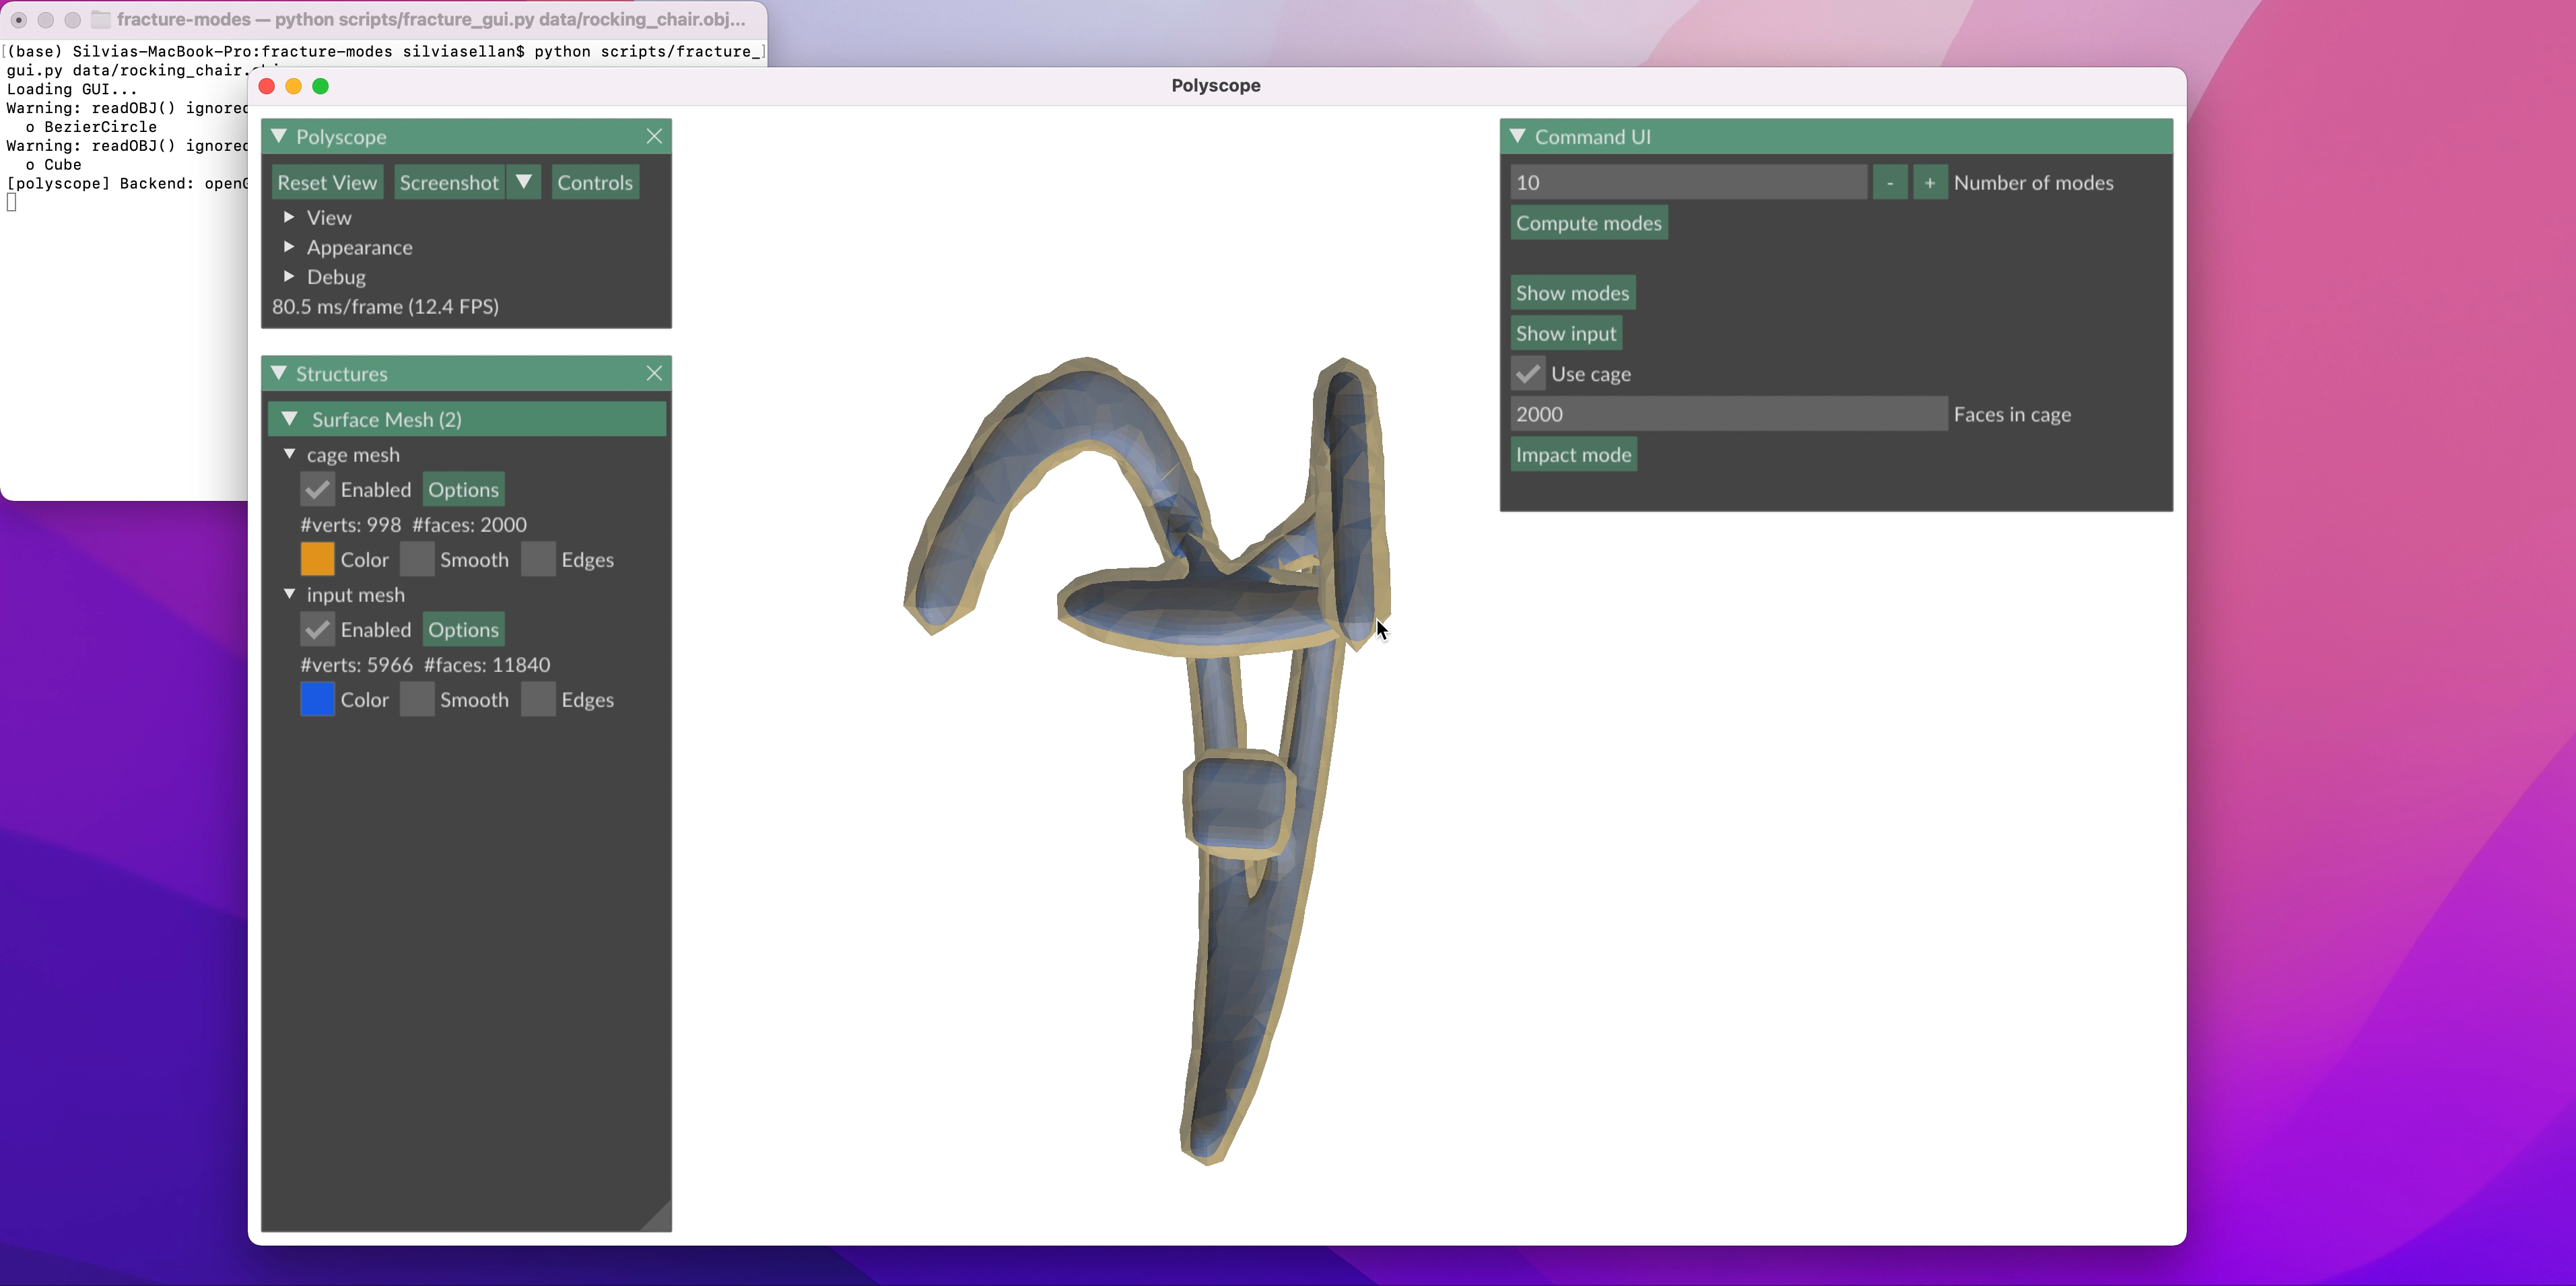 fracture-modes — python scripts/fracture_gui.py data/rocking_chair.obj...
(base) Silvias-MacBook-Pro:fracture-modes silviasellan$ python scripts/fracture_
gui.py data/rocking_chair.
Loading GUI...
Warning: readOBJ() ignored
o BezierCircle
Warning: readOBJ() ignored
o Cube
[polyscope] Backend:
Polyscope
Polyscope
Reset View Screenshot Controls
View
Appearance
Debug
80.5 ms/frame (12.4 FPS)
Structures
Surface Mesh (2)
cage mesh
Enabled Options
#verts: 998 #faces: 2000
Color Smooth Edges
input mesh
Enabled Options
#verts: 5966 #faces: 11840
Color Smooth Edges
Command UI
10 - + Number of modes
Compute modes
Show modes
Show input
Use cage
2000 Faces in cage
Impact mode